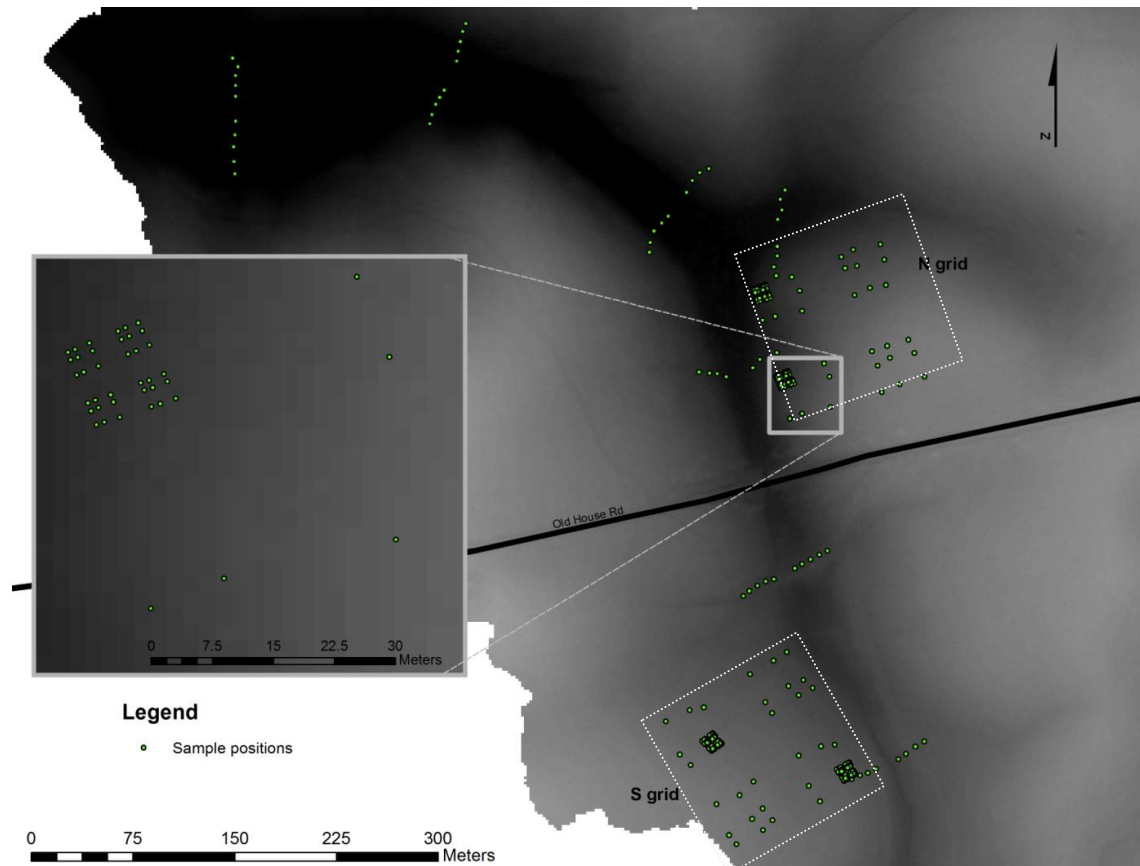 Z
N grid
Old House Rd
0 7.5 15 22.5 30
Meters
Legend
Sample positions
S grid
0 75 150 225 300
Meters